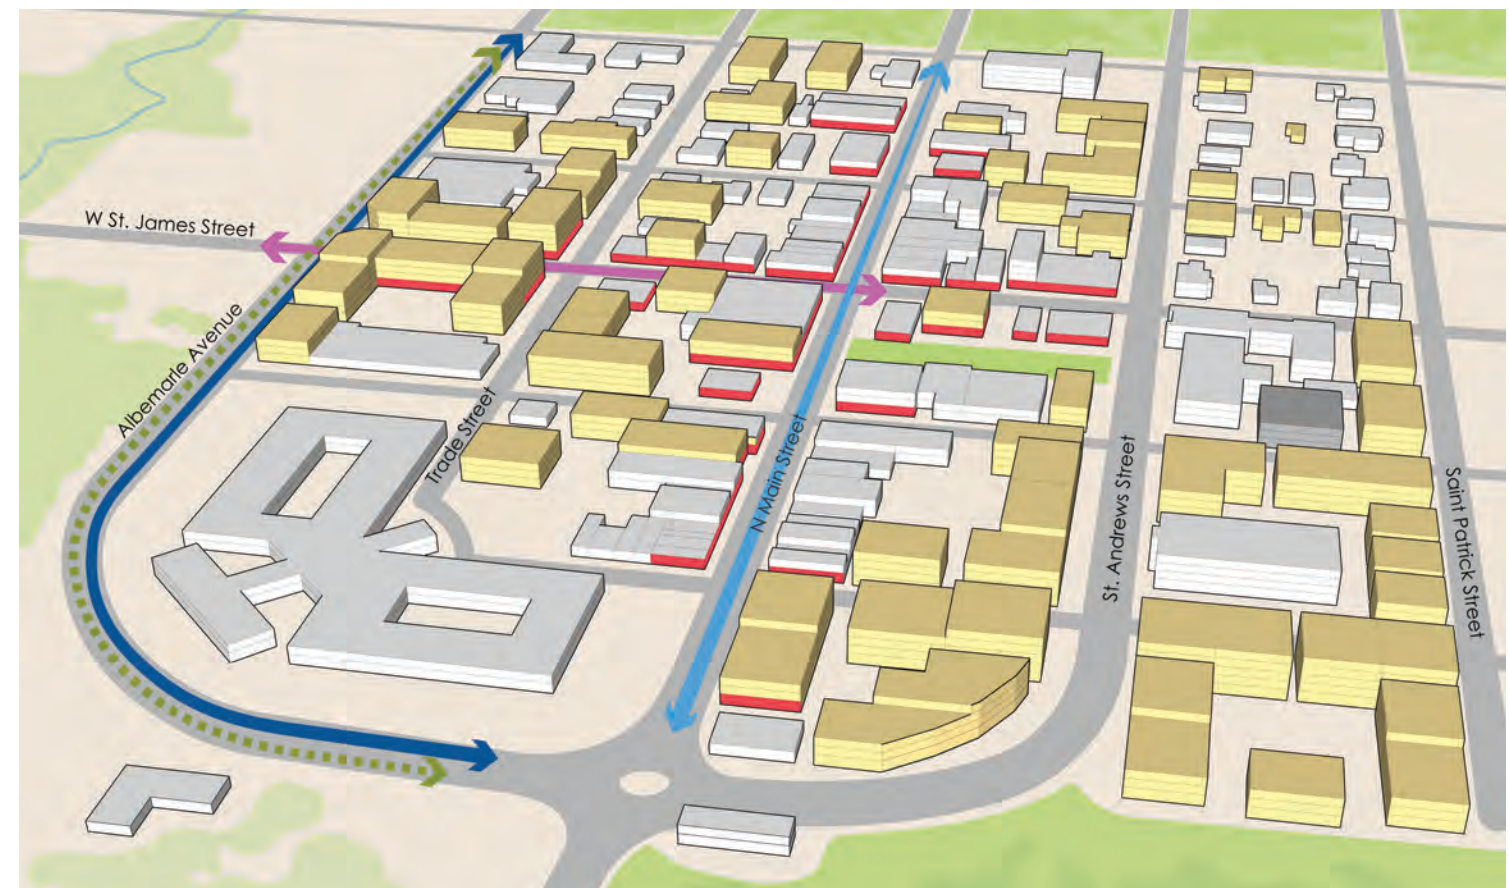 W St. James Street
Albemarle Avenue
Trade Street
N Main Street
St. Andrews Street
Saint Patrick Street